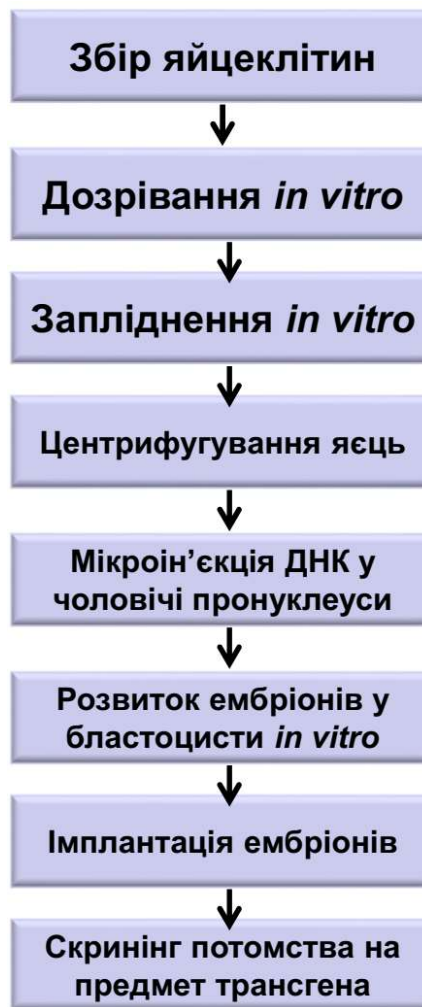 Збір яйцеклітин
Дозрівання in vitro
Запліднення in vitro
Центрифугування яєць
Мікроін’єкція ДНК у
чоловічі пронуклеуси
Розвиток ембріонів у
бластоцисти in vitro
Імплантація ембріонів
Скринінг потомства на
предмет трансгена